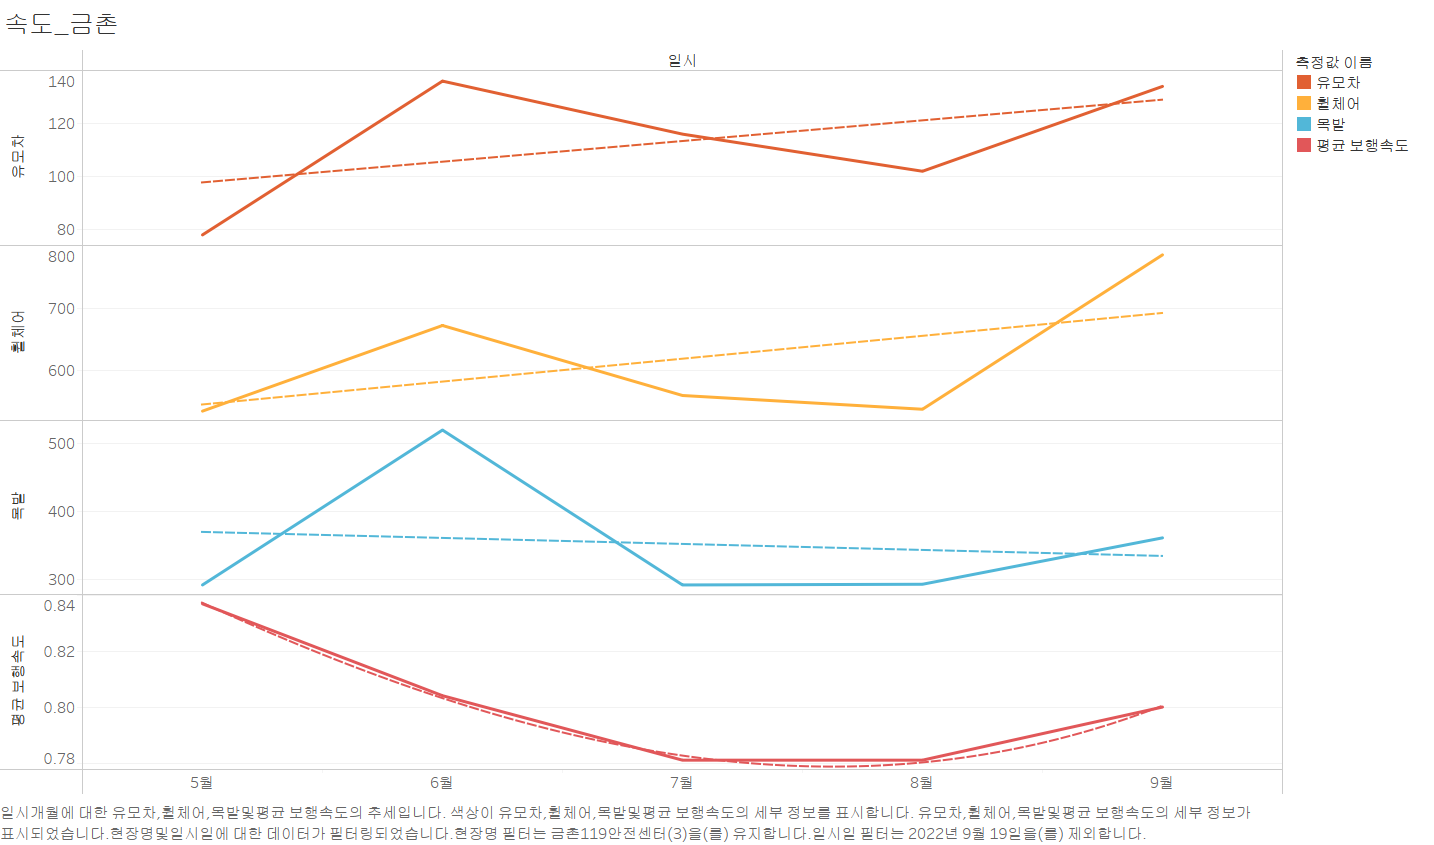 속도_금촌
일시
측정값 이름
유모차
휠체어
목발
평균 보행속도
유모차
140
120
100
80
휠체어
800
700
600
목발
500
400
300
평균 보행속도
0.84
0.82
0.80
0.78
5월
6월
7월
8월
9월
일시개월에 대한 유모차,휠체어,목발및평균 보행속도의 추세입니다. 색상이 유모차,휠체어,목발및평균 보행속도의 세부 정보를 표시합니다. 유모차,휠체어,목발및평균 보행속도의 세부 정보가
표시되었습니다.현장명및일시일에 대한 데이터가 필터링되었습니다.현장명 필터는 금촌119안전센터(3)을(를) 유지합니다.일시일 필터는 2022년 9월 19일을(를) 제외합니다.